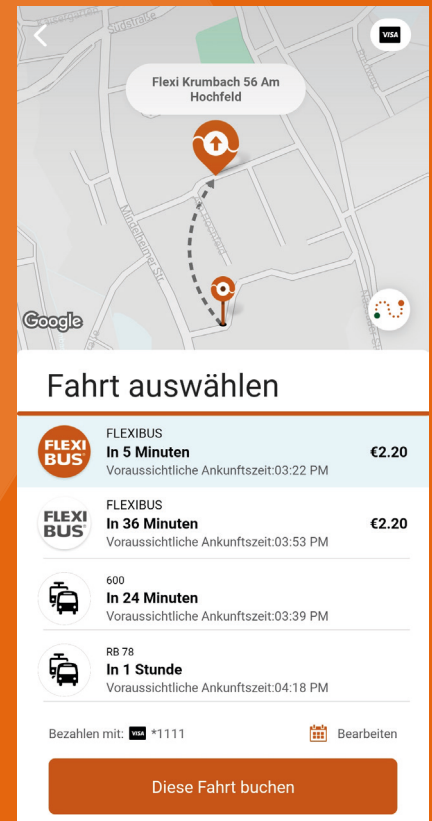 VISA
Flexi Krumbach 56 Am
Hochfeld
Mindelheimer Str
Google
Fahrt auswählen
FLEXI
BUS
FLEXIBUS
In 5 Minuten
€2.20
Voraussichtliche Ankunftszeit:03:22 PM
FLEXI
BUS
FLEXIBUS
In 36 Minuten
€2.20
Voraussichtliche Ankunftszeit:03:53 PM
600
In 24 Minuten
Voraussichtliche Ankunftszeit:03:39 PM
RB 78
In 1 Stunde
Voraussichtliche Ankunftszeit:04:18 PM
Bezahlen mit: VISA *1111
Bearbeiten
Diese Fahrt buchen